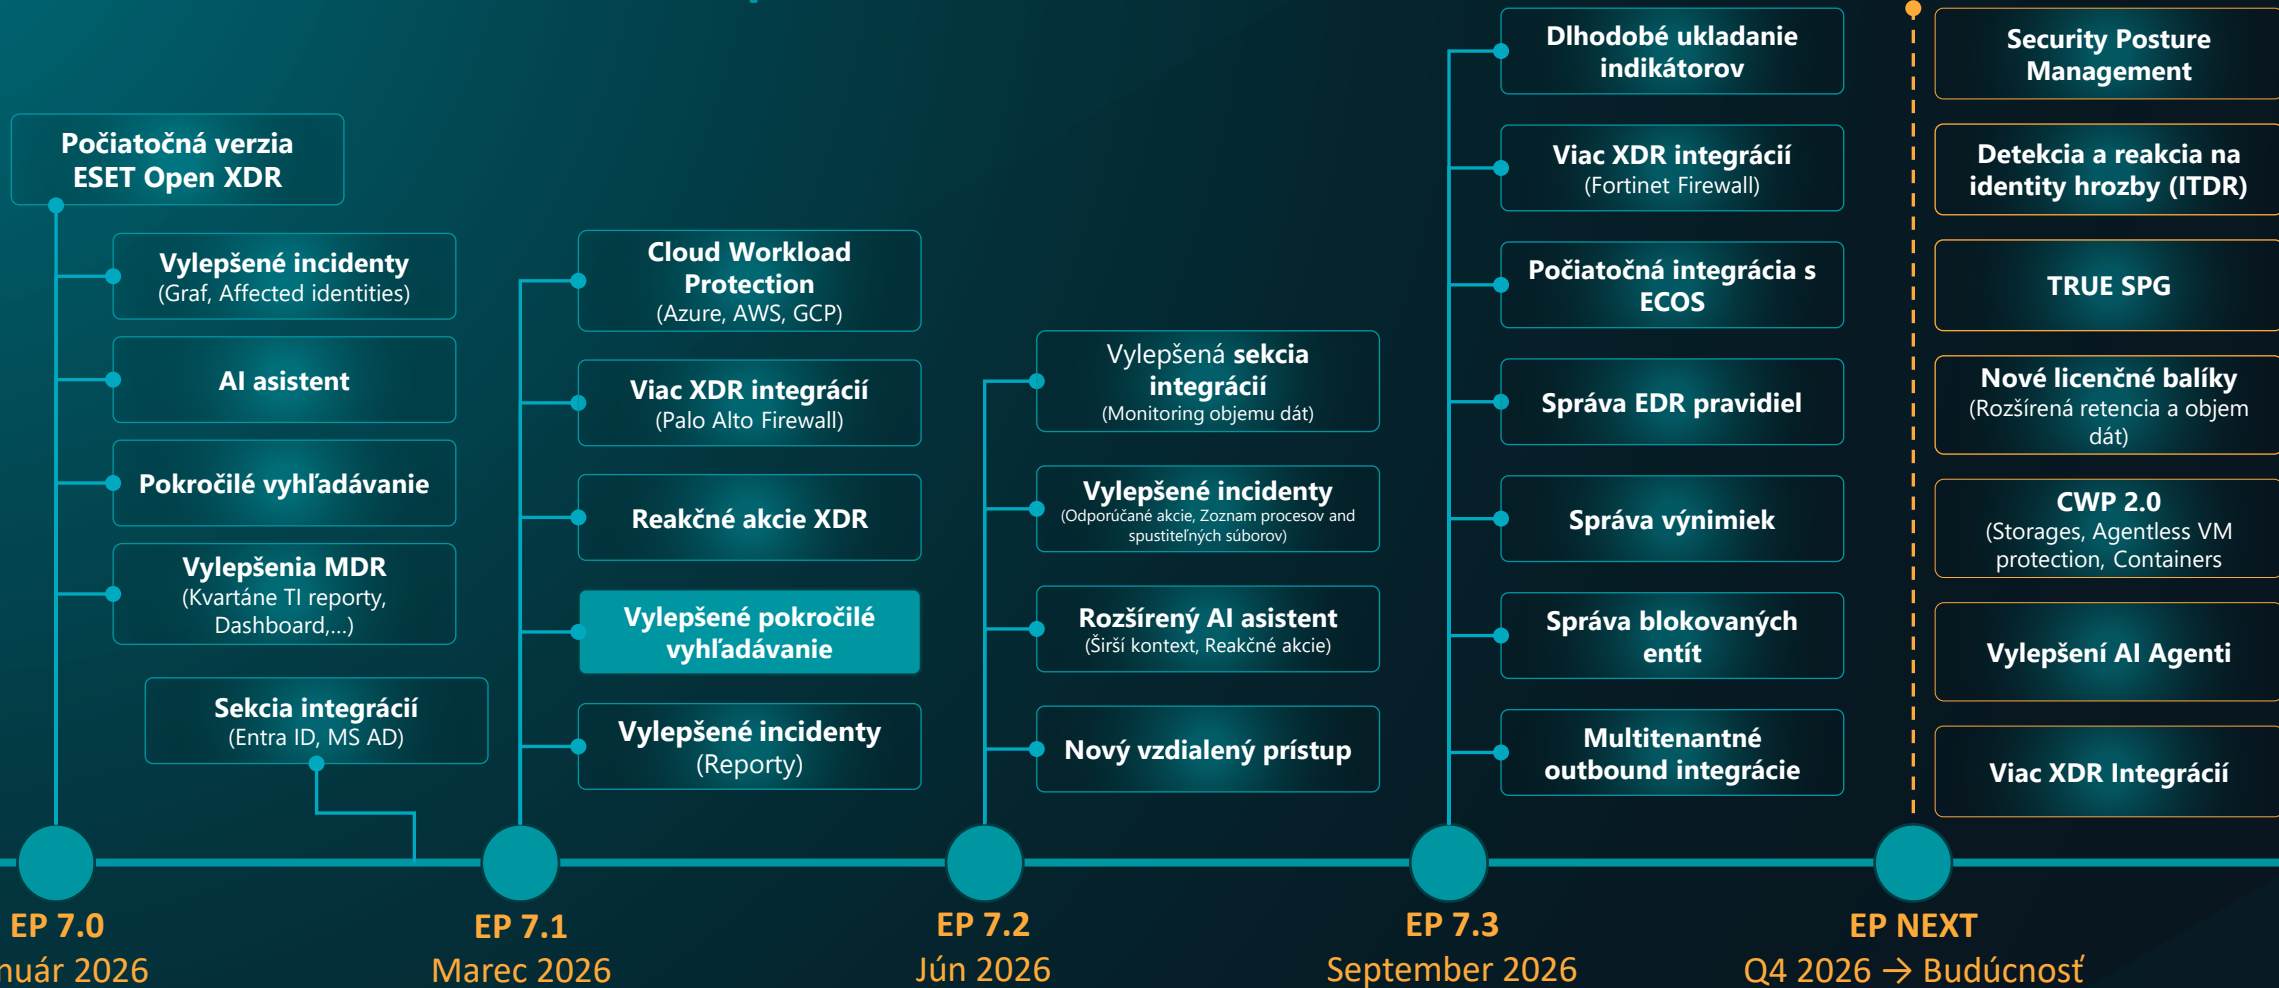 Počiatočná verzia
ESET Open XDR
Vylepšené incidenty
(Graf, Affected identities)
AI asistent
Pokročilé vyhľadávanie
Vylepšenia MDR
(Kvartáne TI reporty,
Dashboard,...)
Sekcia integrácií
(Entra ID, MS AD)
Cloud Workload
Protection
(Azure, AWS, GCP)
Viac XDR integrácií
(Palo Alto Firewall)
Reakčné akcie XDR
Vylepšené pokročilé
vyhľadávanie
Vylepšené incidenty
(Reporty)
Vylepšená sekcia
integrácií
(Monitoring objemu dát)
Vylepšené incidenty
(Odporúčané akcie, Zoznam procesov and
spustiteľných súborov)
Rozšírený AI asistent
(Širší kontext, Reakčné akcie)
Nový vzdialený prístup
Dlhodobé ukladanie
indikátorov
Viac XDR integrácií
(Fortinet Firewall)
Počiatočná integrácia s
ECOS
Správa EDR pravidiel
Správa výnimiek
Správa blokovaných
entít
Multitenantné
outbound integrácie
Security Posture
Management
Detekcia a reakcia na
identity hrozby (ITDR)
TRUE SPG
Nové licenčné balíky
(Rozšírená retencia a objem
dát)
CWP 2.0
(Storages, Agentless VM
protection, Containers
Vylepšení AI Agenti
Viac XDR Integrácií
EP 7.0
nuár 2026
EP 7.1
Marec 2026
EP 7.2
Jún 2026
EP 7.3
September 2026
EP NEXT
Q4 2026 → Budúcnosť